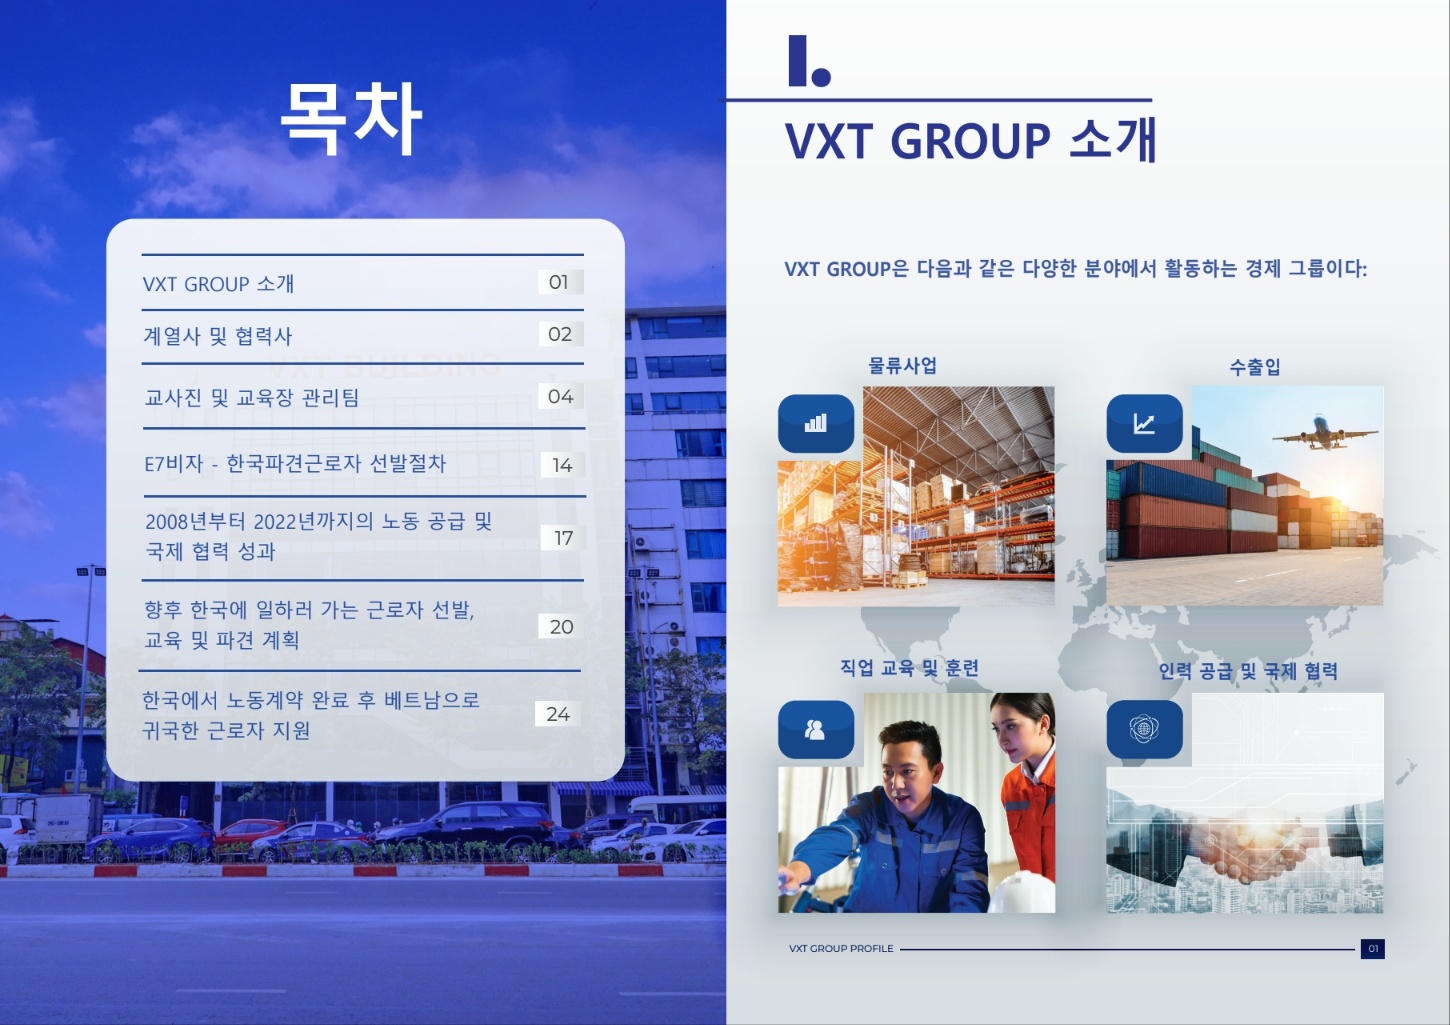 목차
VXT GROUP 소개
01
계열사 및 협력사
02
교사진 및 교육장 관리팀
04
E7비자 - 한국파견근로자 선발절차
14
2008년부터 2022년까지의 노동 공급 및
국제 협력 성과
17
향후 한국에 일하러 가는 근로자 선발,
교육 및 파견 계획
20
한국에서 노동계약 완료 후 베트남으로
귀국한 근로자 지원
24
VXT BUILDING
I.
VXT GROUP 소개
VXT GROUP은 다음과 같은 다양한 분야에서 활동하는 경제 그룹이다:
물류사업
수출입
직업 교육 및 훈련
인력 공급 및 국제 협력
VXT GROUP PROFILE
01